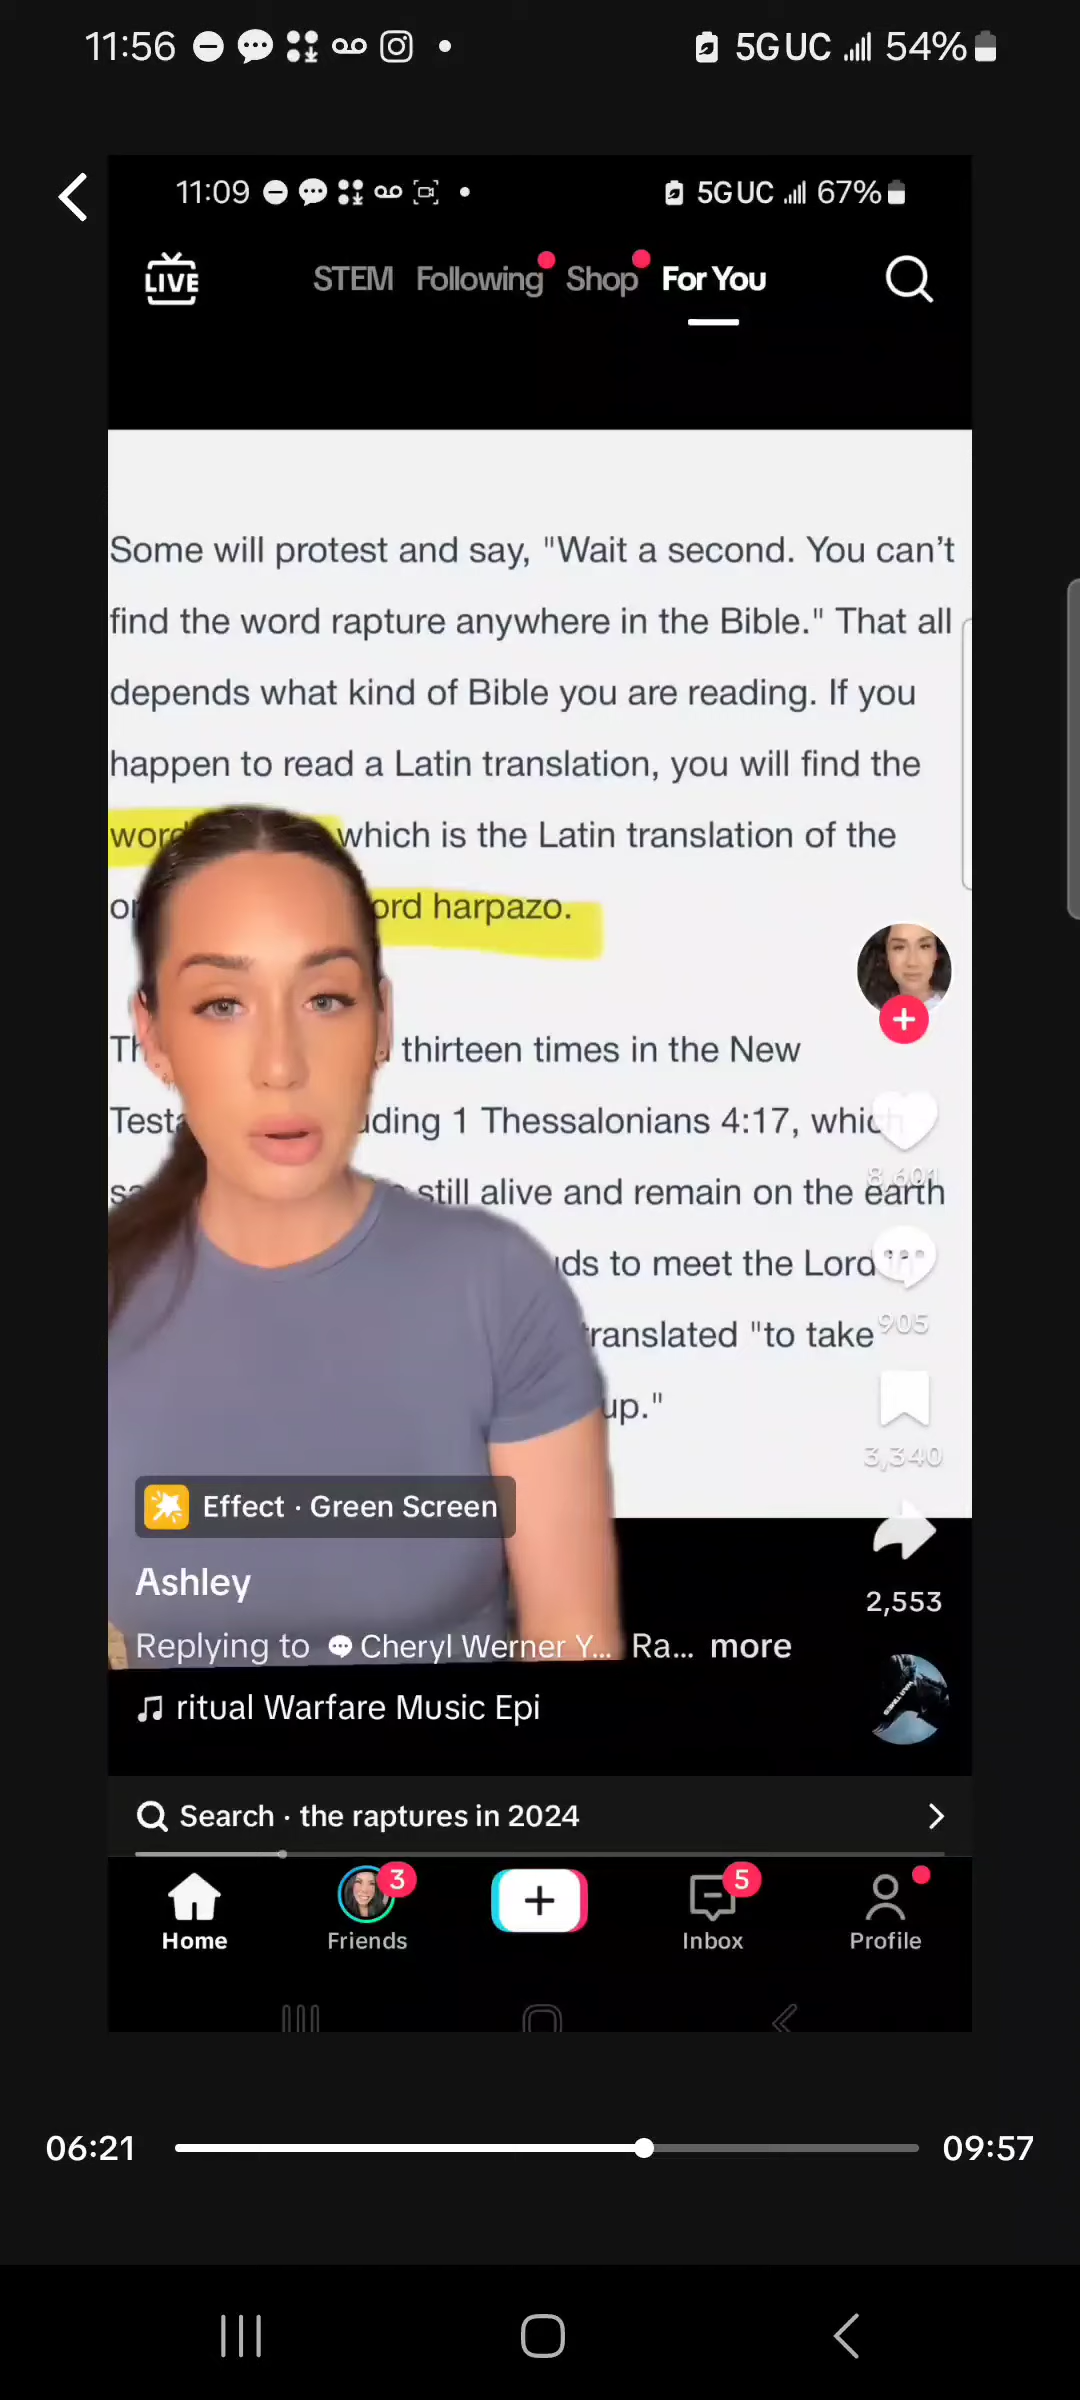 11:56
5G UC
54%
11:09
5G UC
67%
LIVE
STEM Following Shop For You
Some will protest and say, "Wait a second. You can't
find the word rapture anywhere in the Bible." That all
depends what kind of Bible you are reading. If you
happen to read a Latin translation, you will find the
which is the Latin translation of the
harpazo.
thirteen times in the New
1 Thessalonians 4:17,
still alive and remain on the earth
to meet the Lord
"to take
up."
8,601
905
3,340
2,553
Effect · Green Screen
Ashley
Replying to Cheryl Werner Y... Ra... more
ritual Warfare Music Epi
Search · the raptures in 2024
3
5
Home Friends Inbox Profile
06:21
09:57